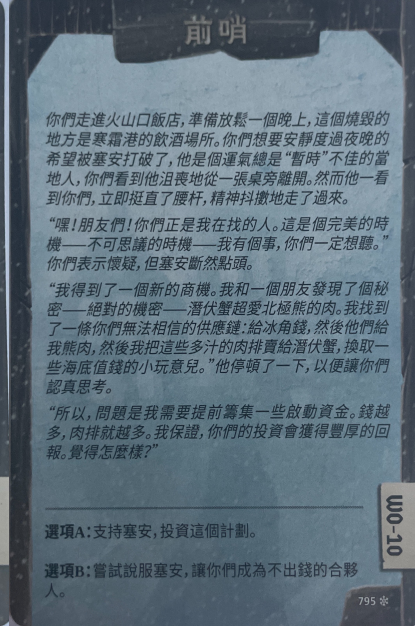 前哨
你們走進火山口飯店，準備放鬆一個晚上，這個燒毀的
地方是寒霜港的飲酒場所。你們想要安靜度過夜晚的
希望被塞安打破了，他是個運氣總是“暫時”不佳的當
地人，你們看到他沮喪地從一張桌旁離開。然而他一看
到你們，立即挺直了腰杆，精神抖擻地走了過來。
“嘿！朋友們！你們正是我在找的人。這是個完美的時
機——不可思議的時機——我有個事，你們一定想聽。”
你們表示懷疑，但塞安斷然點頭。
“我得到了一個新的商機。我和一個朋友發現了個秘
密——絕對的機密——潛伏蟹超愛北極熊的肉。我找到
了一條你們無法相信的供應鏈：給冰角錢，然後他們給
我熊肉，然後我把這些多汁的肉排賣給潛伏蟹，換取一
些海底值錢的小玩意兒。”他停頓了一下，以便讓你們
認真思考。
“所以，問題是我需要提前籌集一些啟動資金。錢越
多，肉排就越多。我保證，你們的投資會獲得豐厚的回
報。覺得怎麼樣？”
選項A：支持塞安，投資這個計劃。
選項B：嘗試說服塞安，讓你們成為不出錢的合夥
人。
WO-10
795